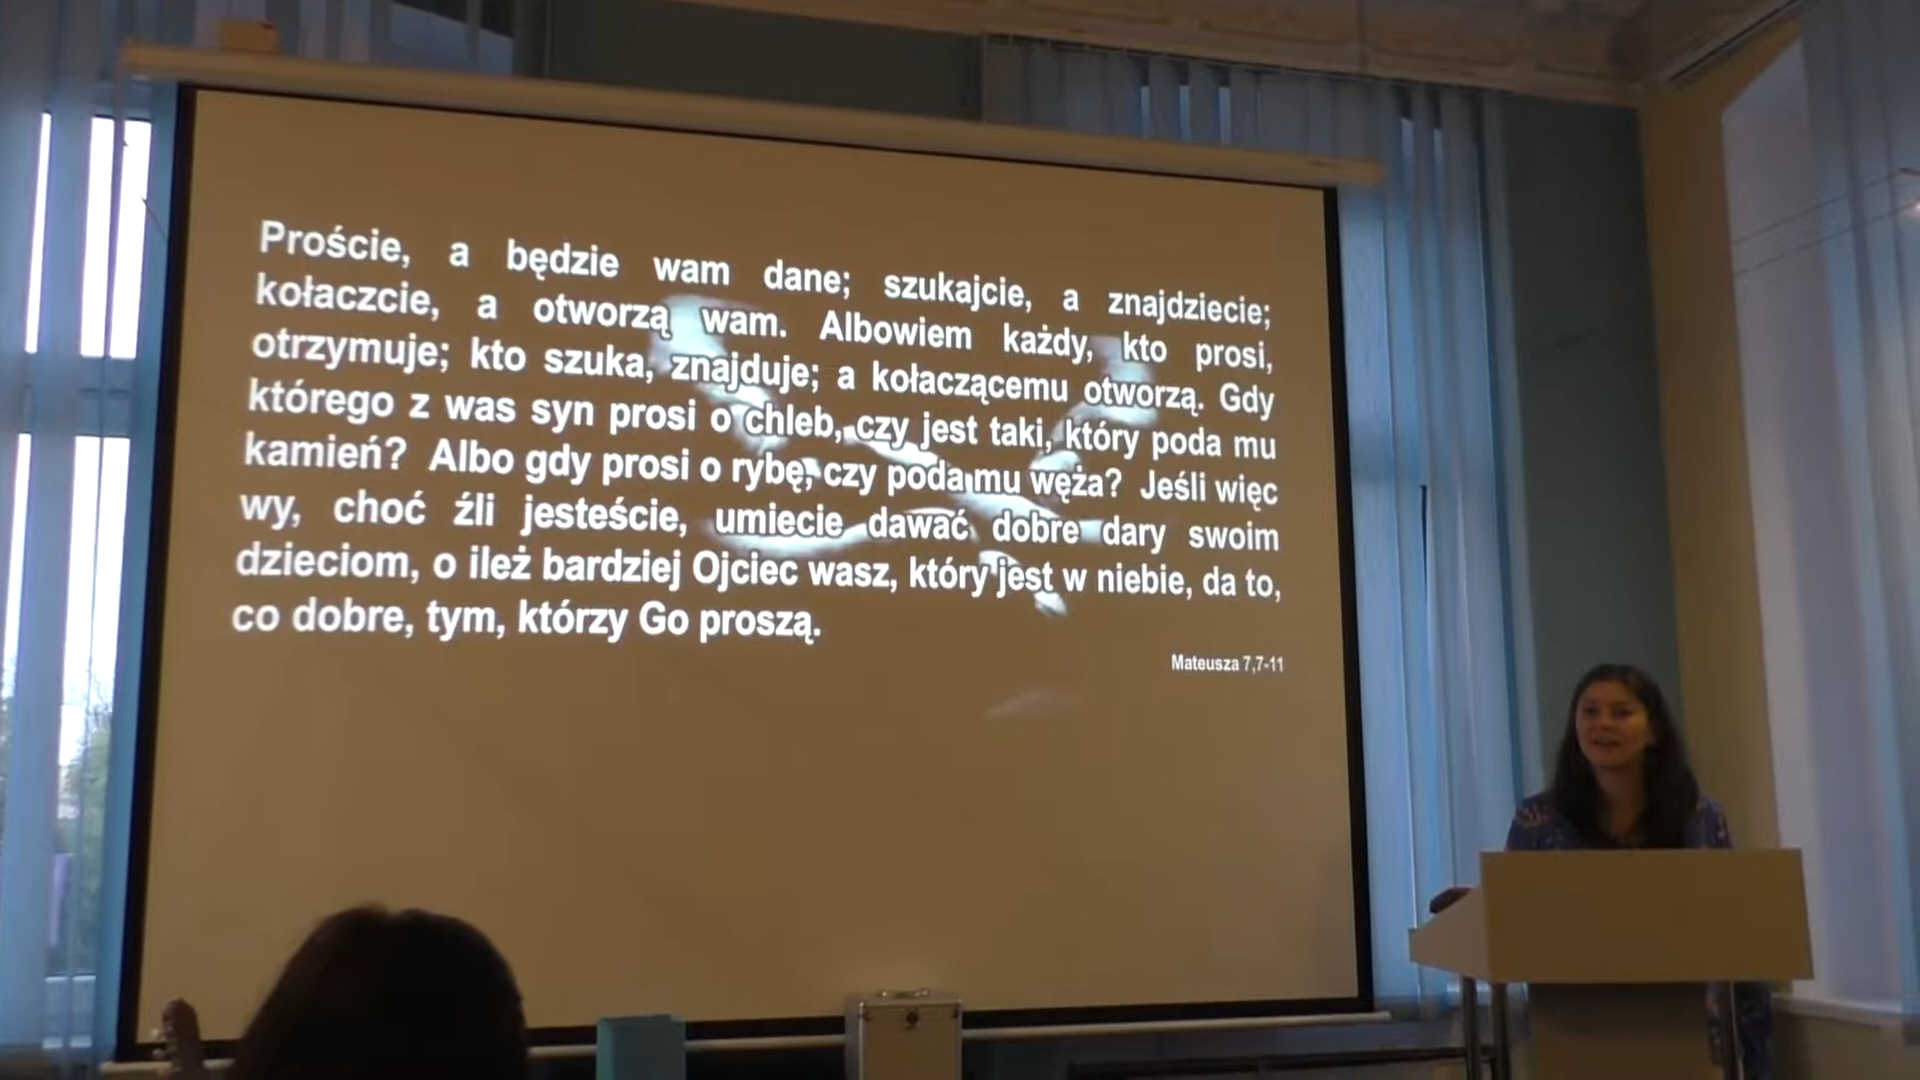 Proście, a będzie wam dane; szukajcie, a znajdziecie;
kołaczcie, a otworzą wam. Albowiem każdy, kto prosi,
otrzymuje; kto szuka, znajduje; a kołaczącemu otworzą. Gdy
którego z was syn prosi o chleb, czy jest taki, który poda mu
kamień? Albo gdy prosi o rybę, czy poda mu węża? Jeśli więc
wy, choć źli jesteście, umiecie dawać dobre dary swoim
dzieciom, o ileż bardziej Ojciec wasz, który jest w niebie, da to,
co dobre, tym, którzy Go proszą.
Mateusza 7,7-11